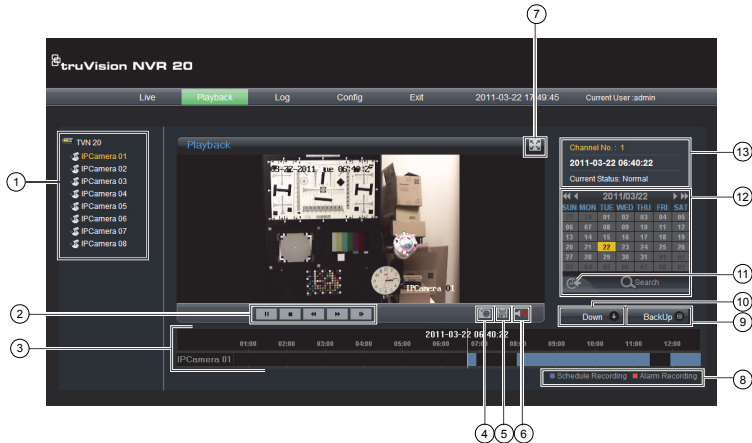 7
truVision NVR 20
Live Playback Log Config Exit 2011-03-22 17:49:45 Current User :admin
TVN 20
IPCamera 01
IPCamera 02
IPCamera 03
IPCamera 04
IPCamera 05
IPCamera 06
IPCamera 07
IPCamera 08
1
Playback
IPCamera 01
Channel No. : 1
2011-03-22 06:40:22
Current Status: Normal
13
2011/03/22
SUN MON TUE WED THU FRI SAT
01 02 03 04 05
06 07 08 09 10 11 12
13 14 15 16 17 18 19
20 21 22 23 24 25 26
27 28 29 30 31
Search
12
11
10
Down
BackUp
9
2
3
2011-03-22 06:40:22
01:00 02:00 03:00 04:00 05:00 06:00 07:00 08:00 09:00 10:00 11:00 12:00
IPCamera 01
Schedule Recording Alarm Recording
8
4
5
6